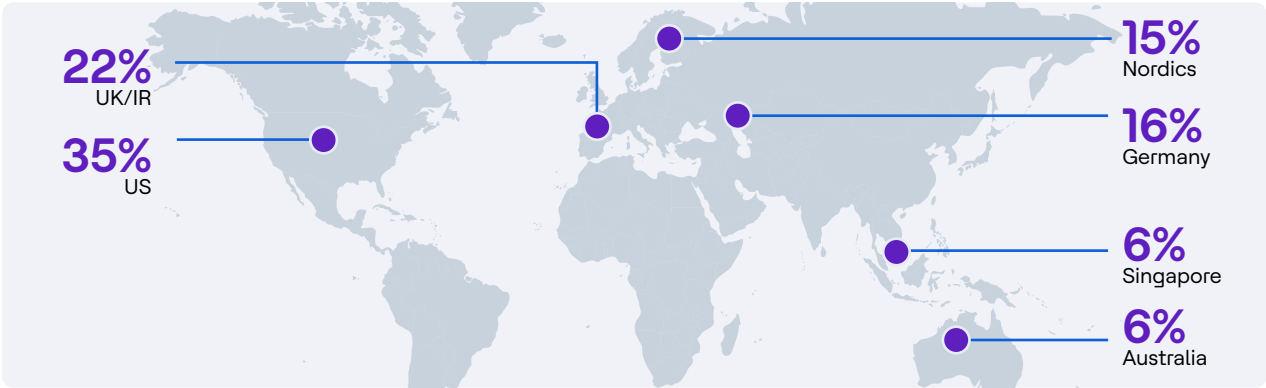 22%
UK/IR
35%
US
15%
Nordics
16%
Germany
6%
Singapore
6%
Australia